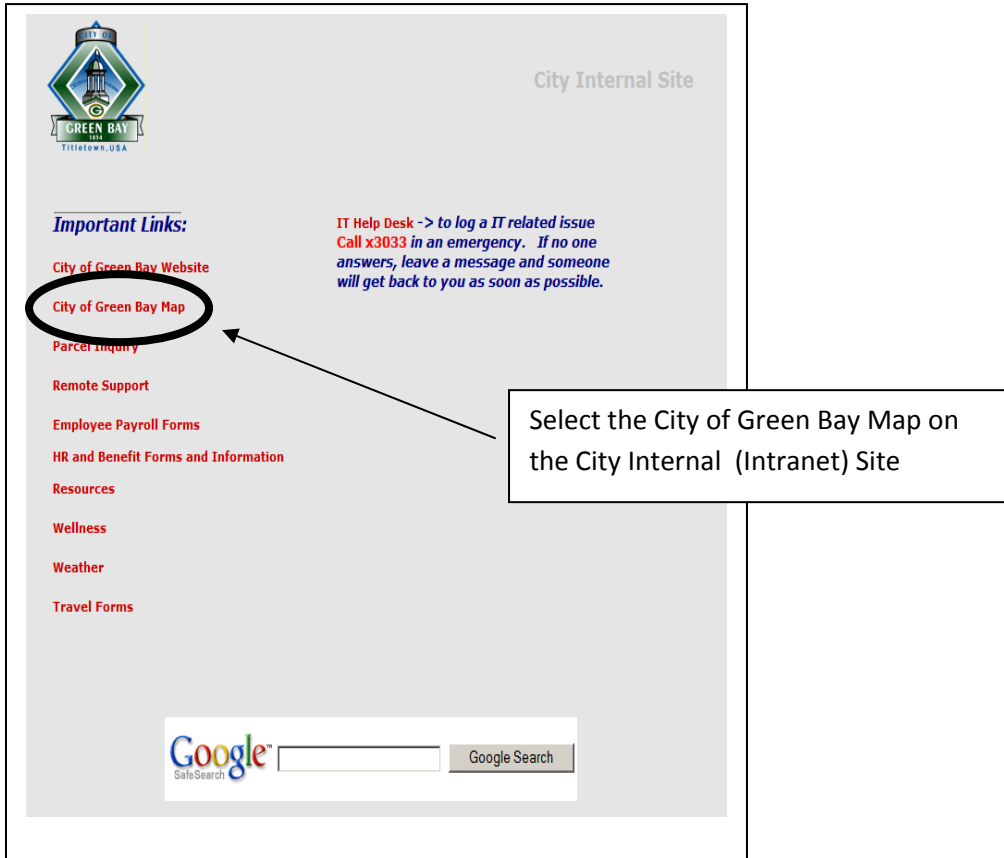 CITY OF
GREEN BAY
1854
Titletown,USA
City Internal Site
Important Links:
City of Green Bay Website
City of Green Bay Map
Parcel Inquiry
Remote Support
Employee Payroll Forms
HR and Benefit Forms and Information
Resources
Wellness
Weather
Travel Forms
IT Help Desk -> to log a IT related issue
Call x3033 in an emergency. If no one
answers, leave a message and someone
will get back to you as soon as possible.
Select the City of Green Bay Map on
the City Internal (Intranet) Site
Google™
SafeSearch
Google Search